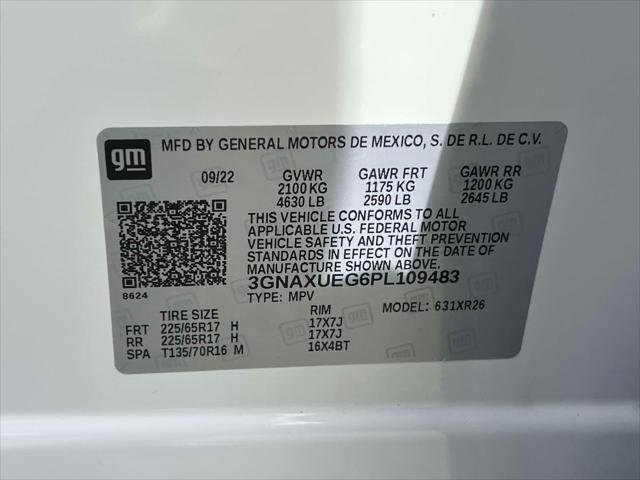 gm
MFD BY GENERAL MOTORS DE MEXICO, S. DE R.L. DE C.V.
09/22 GVWR GAWR FRT GAWR RR
2100 KG 1175 KG 1200 KG
4630 LB 2590 LB 2645 LB
THIS VEHICLE CONFORMS TO ALL
APPLICABLE U.S. FEDERAL MOTOR
VEHICLE SAFETY AND THEFT PREVENTION
STANDARDS IN EFFECT ON THE DATE OF
MANUFACTURE SHOWN ABOVE.
3GNAXUEG6PL109483
8624
TYPE: MPV MODEL: 631XR26
TIRE SIZE RIM
FRT 225/65R17 H 17X7J
RR 225/65R17 H 17X7J
SPA T135/70R16 M 16X4BT